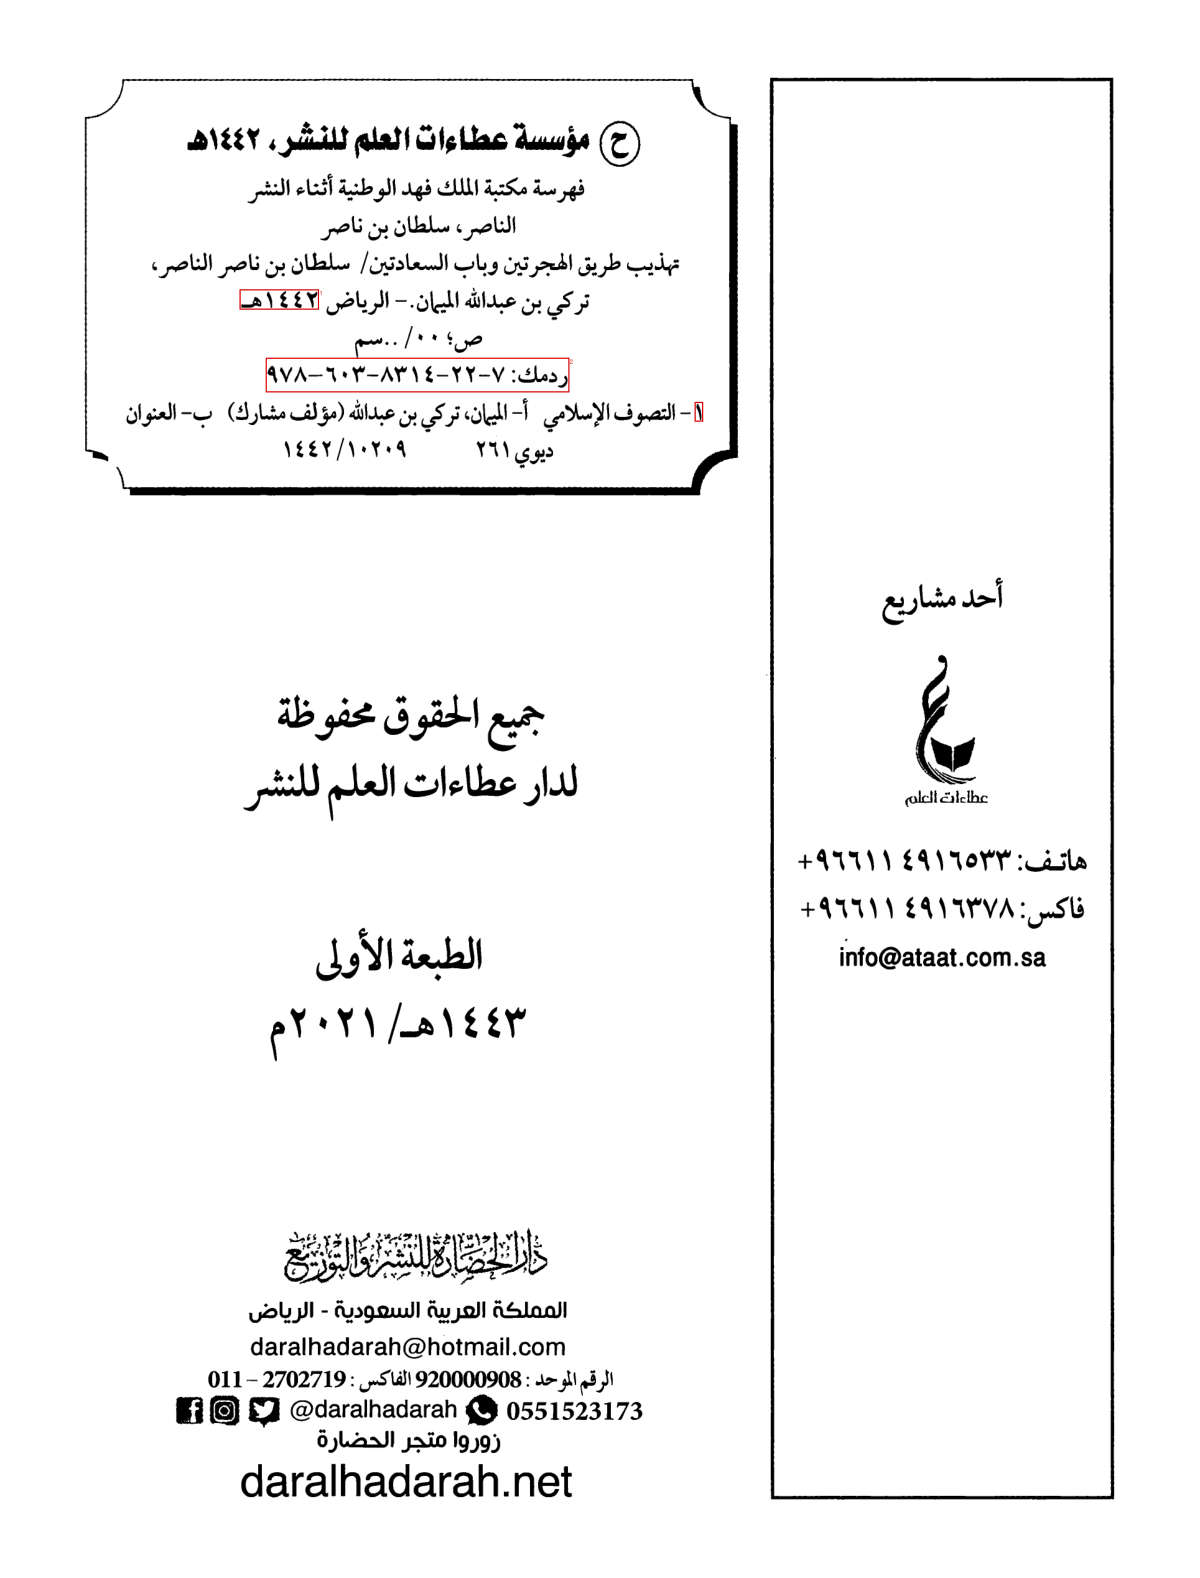 ح مؤسسة عطاءات العلم للنشر، ١٤٤٢هـ
فهرسة مكتبة الملك فهد الوطنية أثناء النشر
الناصر، سلطان بن ناصر
تهذيب طريق الهجرتين وباب السعادتين/ سلطان بن ناصر الناصر،
تركي بن عبدالله الميمان.- الرياض ١٤٤٢هـ
ص؛ ٠٠/ ..سم
ردمك: ٧-٢٢-٨٣١٤-٦٠٣-٩٧٨
١- التصوف الإسلامي أ- الميمان، تركي بن عبدالله (مؤلف مشارك) ب- العنوان
ديوي ٢٦١ ١٤٤٢/١٠٢٠٩
أحد مشاريع
عطاءات العلم
هاتف: ٤٩١٦٥٣٣ ٩٦٦١١+
فاكس: ٤٩١٦٣٧٨ ٩٦٦١١+
info@ataat.com.sa
جميع الحقوق محفوظة
لدار عطاءات العلم للنشر
الطبعة الأولى
١٤٤٣هـ/ ٢٠٢١م
دار الحضارة للنشر والتوزيع
المملكة العربية السعودية - الرياض
daralhadarah@hotmail.com
الرقم الموحد : 920000908 الفاكس : 2702719 – 011
@daralhadarah 0551523173
زوروا متجر الحضارة
daralhadarah.net